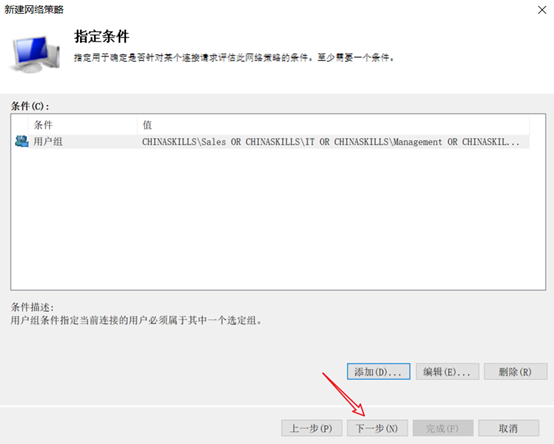 新建网络策略
指定条件
指定用于确定是否针对某个连接请求评估此网络策略的条件。至少需要一个条件。
条件(C):
条件 值
用户组 CHINASKILLS\Sales OR CHINASKILLS\IT OR CHINASKILLS\Management OR CHINASKIL...
条件描述:
用户组条件指定当前连接的用户必须属于其中一个选定组。
添加(D)... 编辑(E)... 删除(R)
上一步(P) 下一步(N) 完成(F) 取消